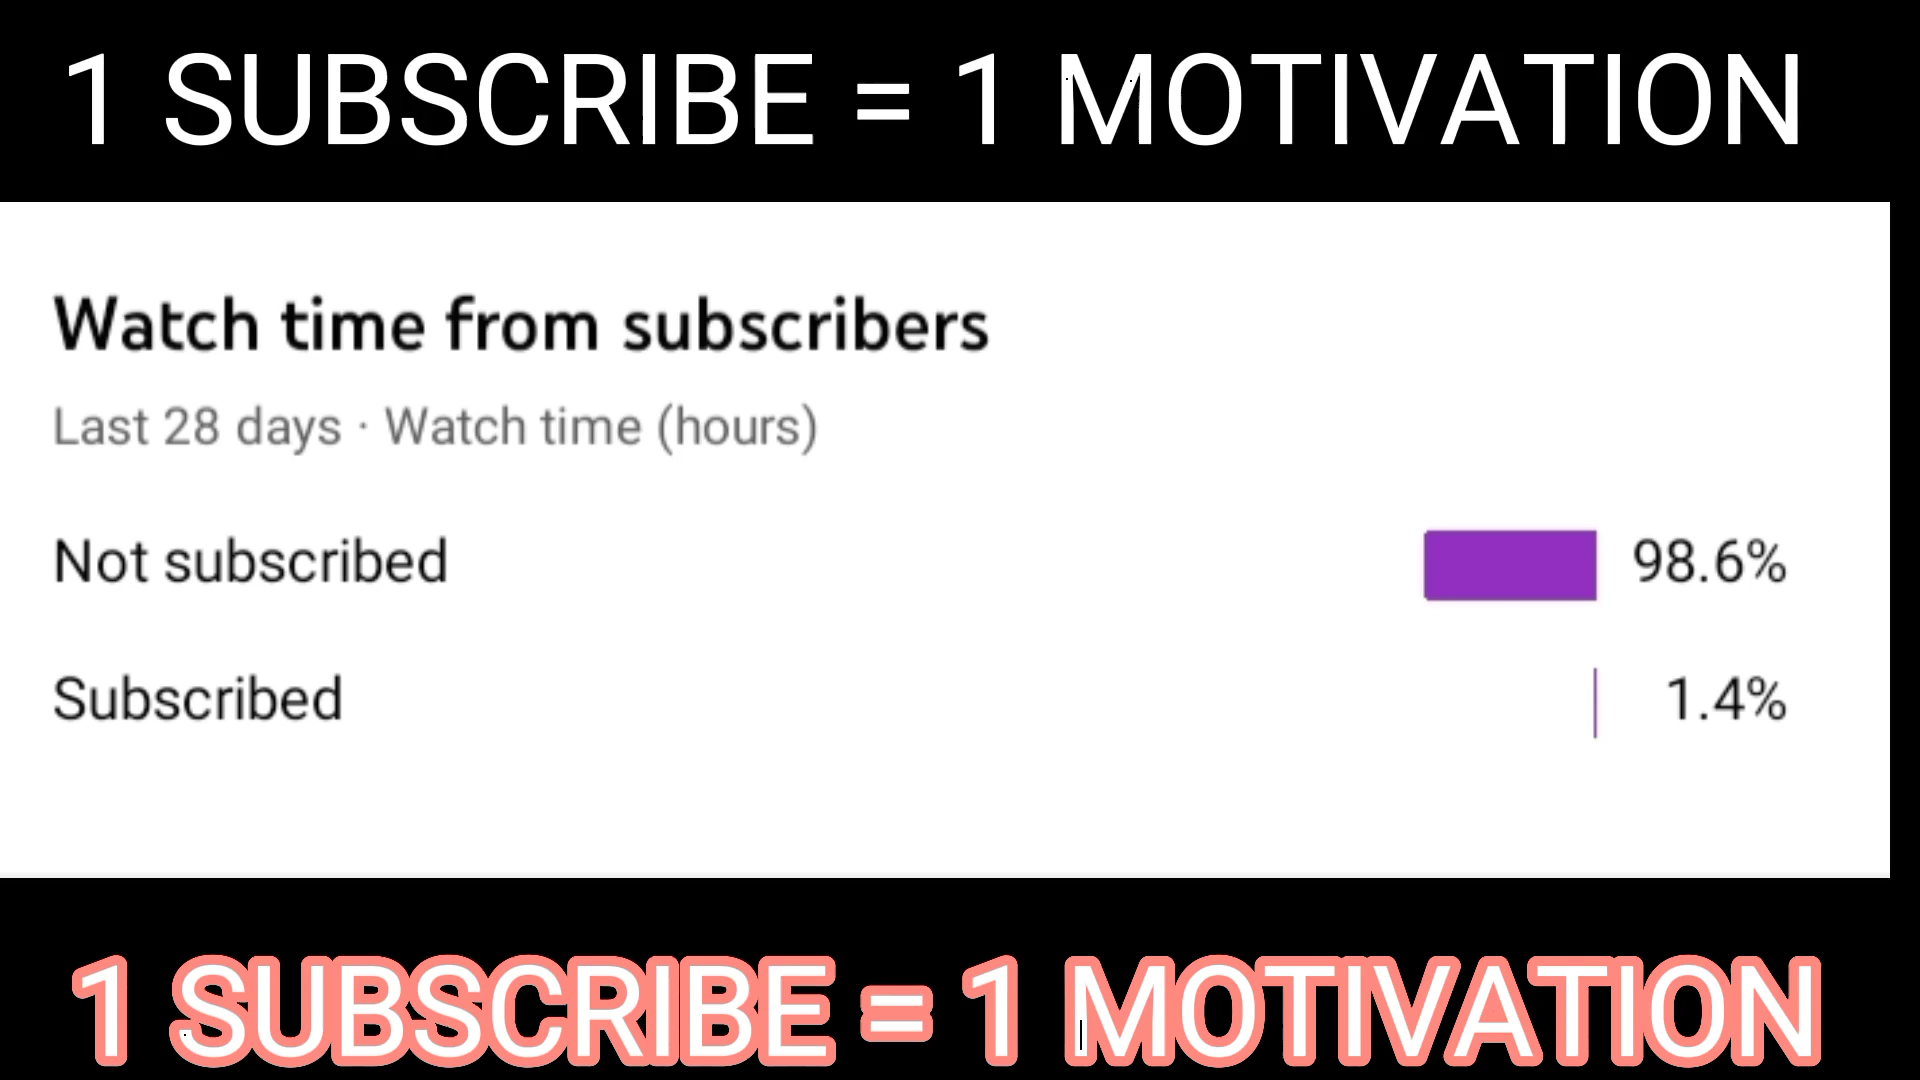 1 SUBSCRIBE = 1 MOTIVATION
Watch time from subscribers
Last 28 days · Watch time (hours)
Not subscribed 98.6%
Subscribed 1.4%
1 SUBSCRIBE = 1 MOTIVATION